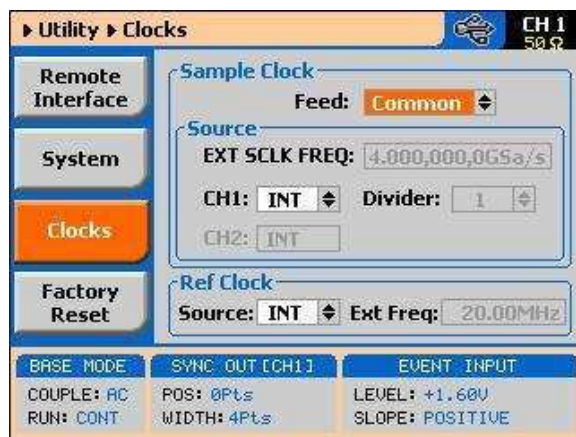 Utility Clocks
CH 1
50 Ω
Remote Interface
System
Clocks
Factory Reset
Sample Clock
Feed: Common
Source
EXT SCLK FREQ: 4.000,000,0GSa/s
CH1: INT Divider: 1
CH2: INT
Ref Clock
Source: INT Ext Freq: 20.00MHz
BASE MODE
COUPLE: AC
RUN: CONT
SYNC OUT [CH1]
POS: 0Pts
WIDTH: 4Pts
EVENT INPUT
LEVEL: +1.60V
SLOPE: POSITIVE